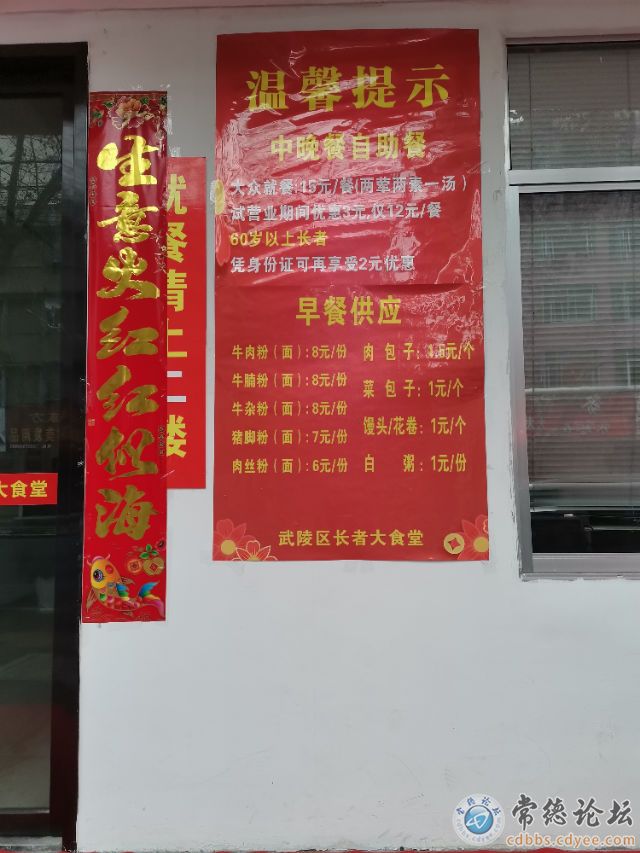 温馨提示
中晚餐自助餐
大众就餐:15元/餐(两荤两素一汤)
试营业期间优惠3元,仅12元/餐
60岁以上长者
凭身份证可再享受2元优惠
早餐供应
牛肉粉(面):8元/份 肉包子:1.5元/个
牛腩粉(面):8元/份 菜包子:1元/个
牛杂粉(面):8元/份 馒头/花卷:1元/个
猪脚粉(面):7元/份 白粥:1元/份
肉丝粉(面):6元/份
武陵区长者大食堂
生意火红红似海
就餐请上二楼
大食堂
常德论坛
cdbbs.cdyee.com